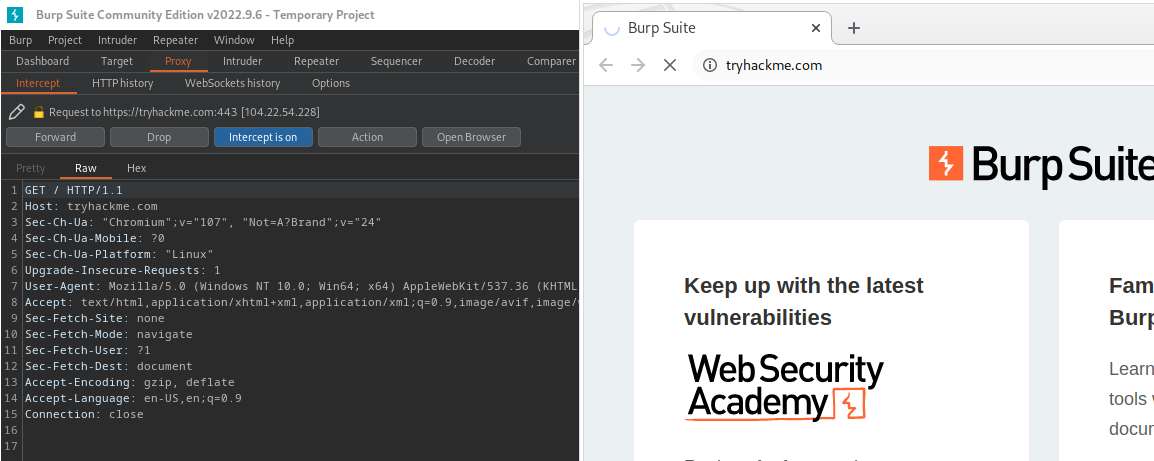 Burp Suite Community Edition v2022.9.6 - Temporary Project
Burp Project Intruder Repeater Window Help
Dashboard Target Proxy Intruder Repeater Sequencer Decoder Comparer
Intercept HTTP history WebSockets history Options
Request to https://tryhackme.com:443 [104.22.54.228]
Forward Drop Intercept is on Action Open Browser
Pretty Raw Hex
1 GET / HTTP/1.1
2 Host: tryhackme.com
3 Sec-Ch-Ua: "Chromium";v="107", "Not=A?Brand";v="24"
4 Sec-Ch-Ua-Mobile: ?0
5 Sec-Ch-Ua-Platform: "Linux"
6 Upgrade-Insecure-Requests: 1
7 User-Agent: Mozilla/5.0 (Windows NT 10.0; Win64; x64) AppleWebKit/537.36 (KHTML,
8 Accept: text/html,application/xhtml+xml,application/xml;q=0.9,image/avif,image/
9 Sec-Fetch-Site: none
10 Sec-Fetch-Mode: navigate
11 Sec-Fetch-User: ?1
12 Sec-Fetch-Dest: document
13 Accept-Encoding: gzip, deflate
14 Accept-Language: en-US,en;q=0.9
15 Connection: close
16
17
Burp Suite
tryhackme.com
Burp Suite
Keep up with the latest
vulnerabilities
Web Security
Academy
Fam
Burp
Learn
tools
docu